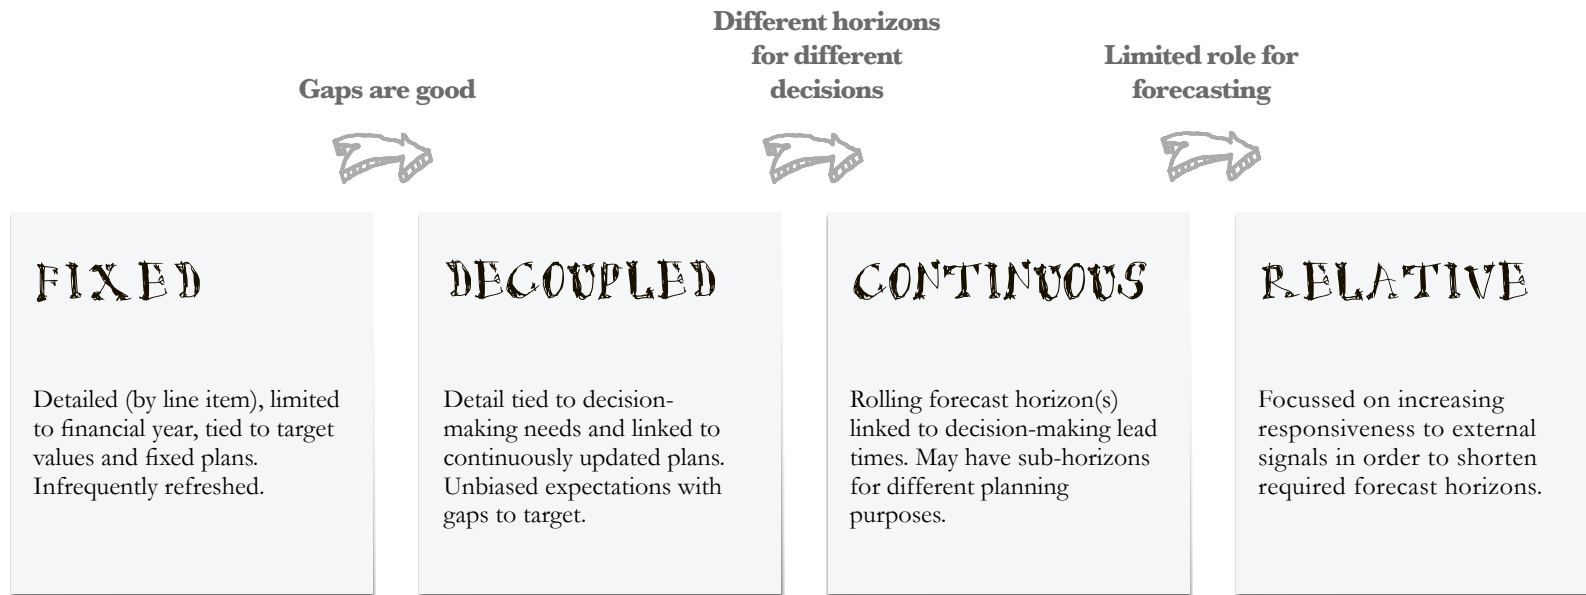 Gaps are good
Different horizons
for different
decisions
Limited role for
forecasting
FIXED
Detailed (by line item), limited
to financial year, tied to target
values and fixed plans.
Infrequently refreshed.
DECOUPLED
Detail tied to decision-
making needs and linked to
continuously updated plans.
Unbiased expectations with
gaps to target.
CONTINUOUS
Rolling forecast horizon(s)
linked to decision-making lead
times. May have sub-horizons
for different planning
purposes.
RELATIVE
Focussed on increasing
responsiveness to external
signals in order to shorten
required forecast horizons.